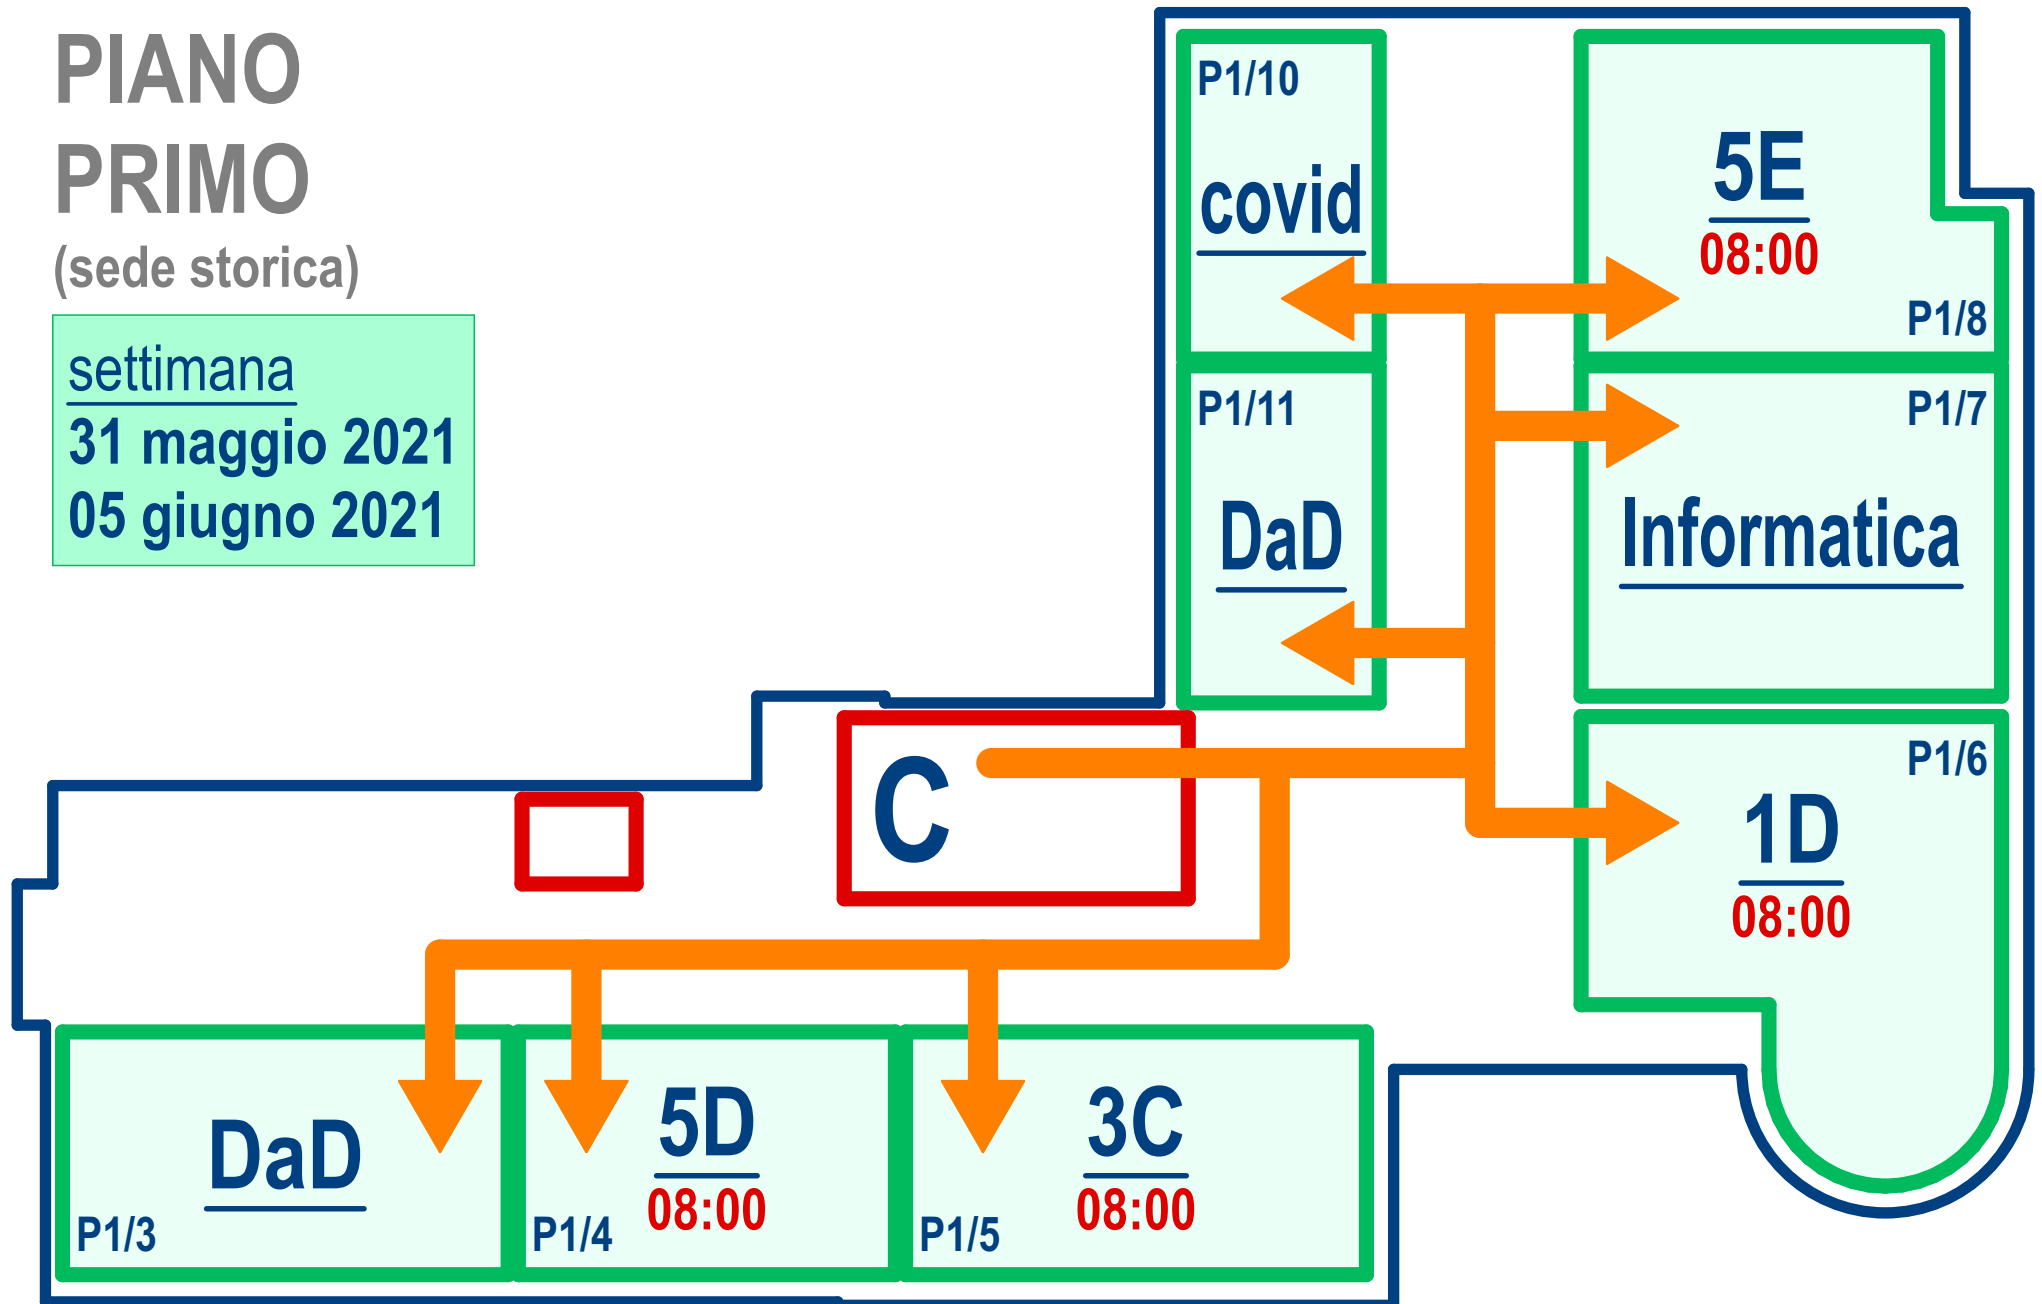 PIANO
PRIMO
(sede storica)
settimana
31 maggio 2021
05 giugno 2021
P1/10
covid
5E
08:00
P1/8
P1/11
DaD
P1/7
Informatica
C
P1/6
1D
08:00
DaD
P1/3
5D
08:00
P1/4
3C
08:00
P1/5